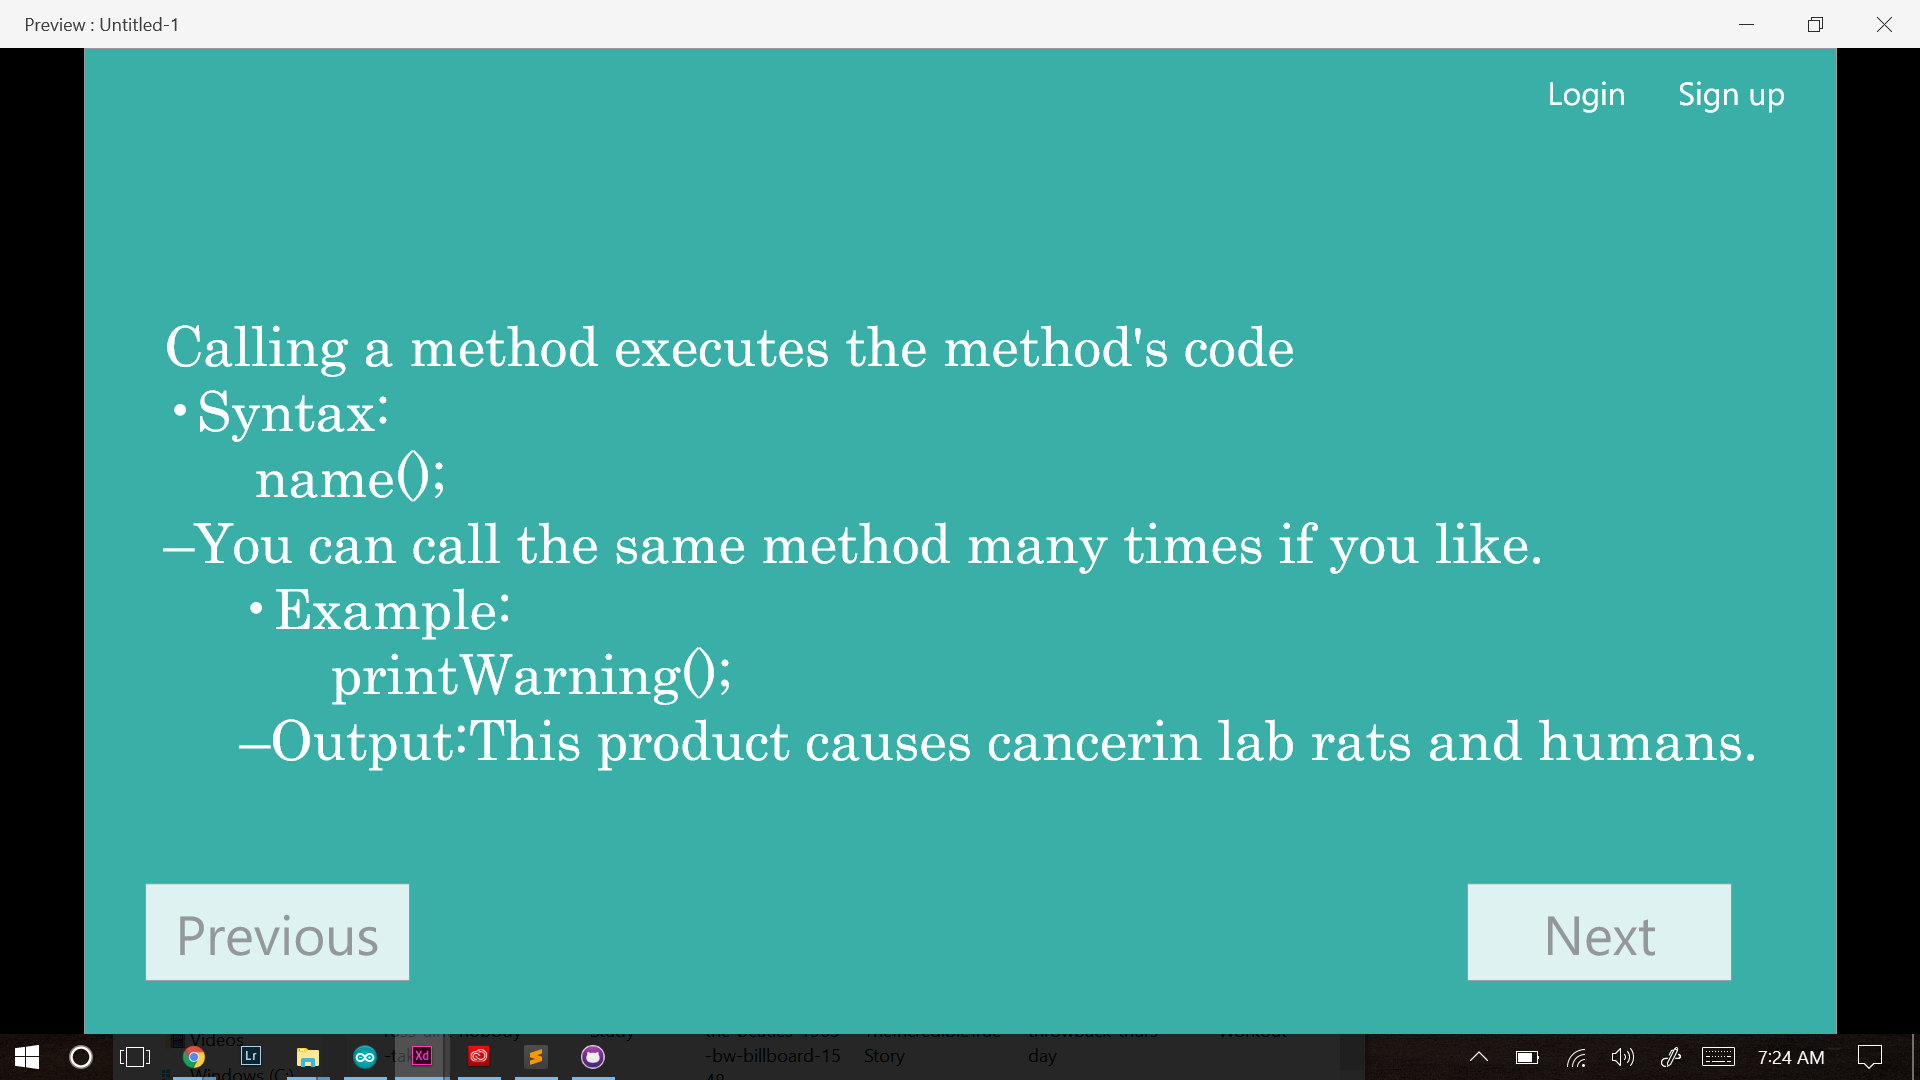 Preview : Untitled-1
Login Sign up
Calling a method executes the method's code
•Syntax:
name();
–You can call the same method many times if you like.
•Example:
printWarning();
–Output:This product causes cancerin lab rats and humans.
Previous Next
Videos
-bw-billboard-15 Story day
Windows (C:)
Lr Xd
7:24 AM